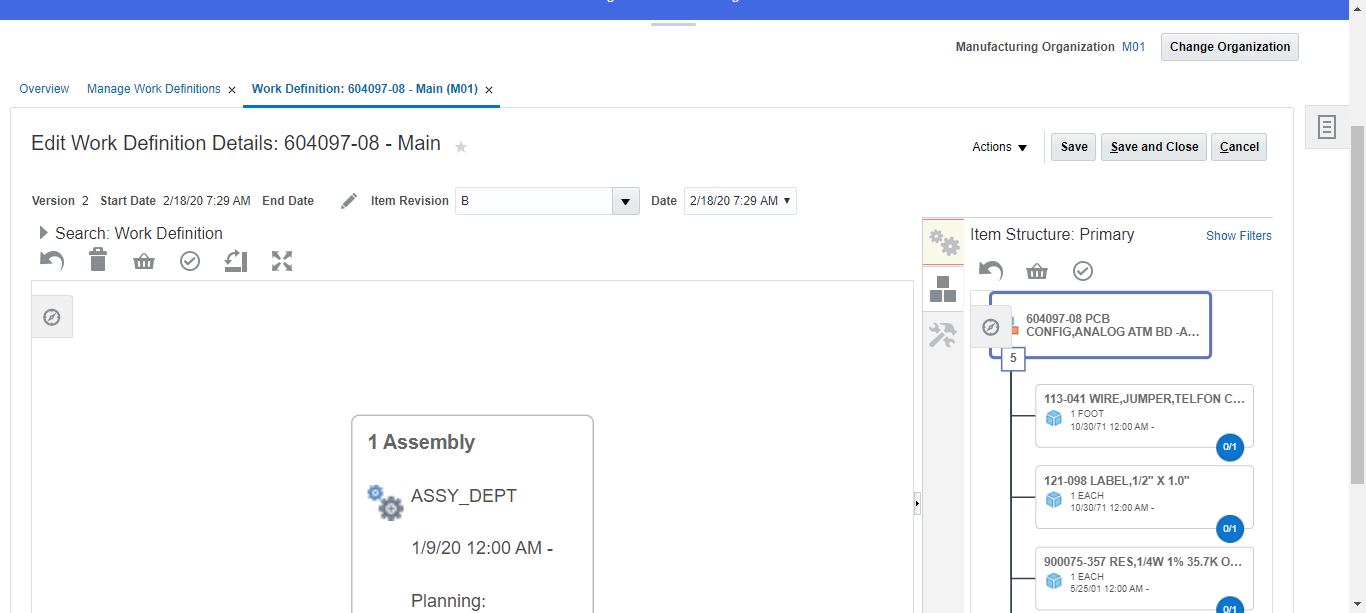 Manufacturing Organization M01 Change Organization
Overview Manage Work Definitions × Work Definition: 604097-08 - Main (M01) ×
Edit Work Definition Details: 604097-08 - Main
Actions Save Save and Close Cancel
Version 2 Start Date 2/18/20 7:29 AM End Date Item Revision B Date 2/18/20 7:29 AM
Search: Work Definition
1 Assembly
ASSY_DEPT
1/9/20 12:00 AM -
Planning:
Item Structure: Primary Show Filters
604097-08 PCB
CONFIG,ANALOG ATM BD -A...
5
113-041 WIRE,JUMPER,TELFON C...
1 FOOT
10/30/71 12:00 AM -
0/1
121-098 LABEL,1/2" X 1.0"
1 EACH
10/30/71 12:00 AM -
0/1
900075-357 RES,1/4W 1% 35.7K O...
1 EACH
5/25/01 12:00 AM -
0/1